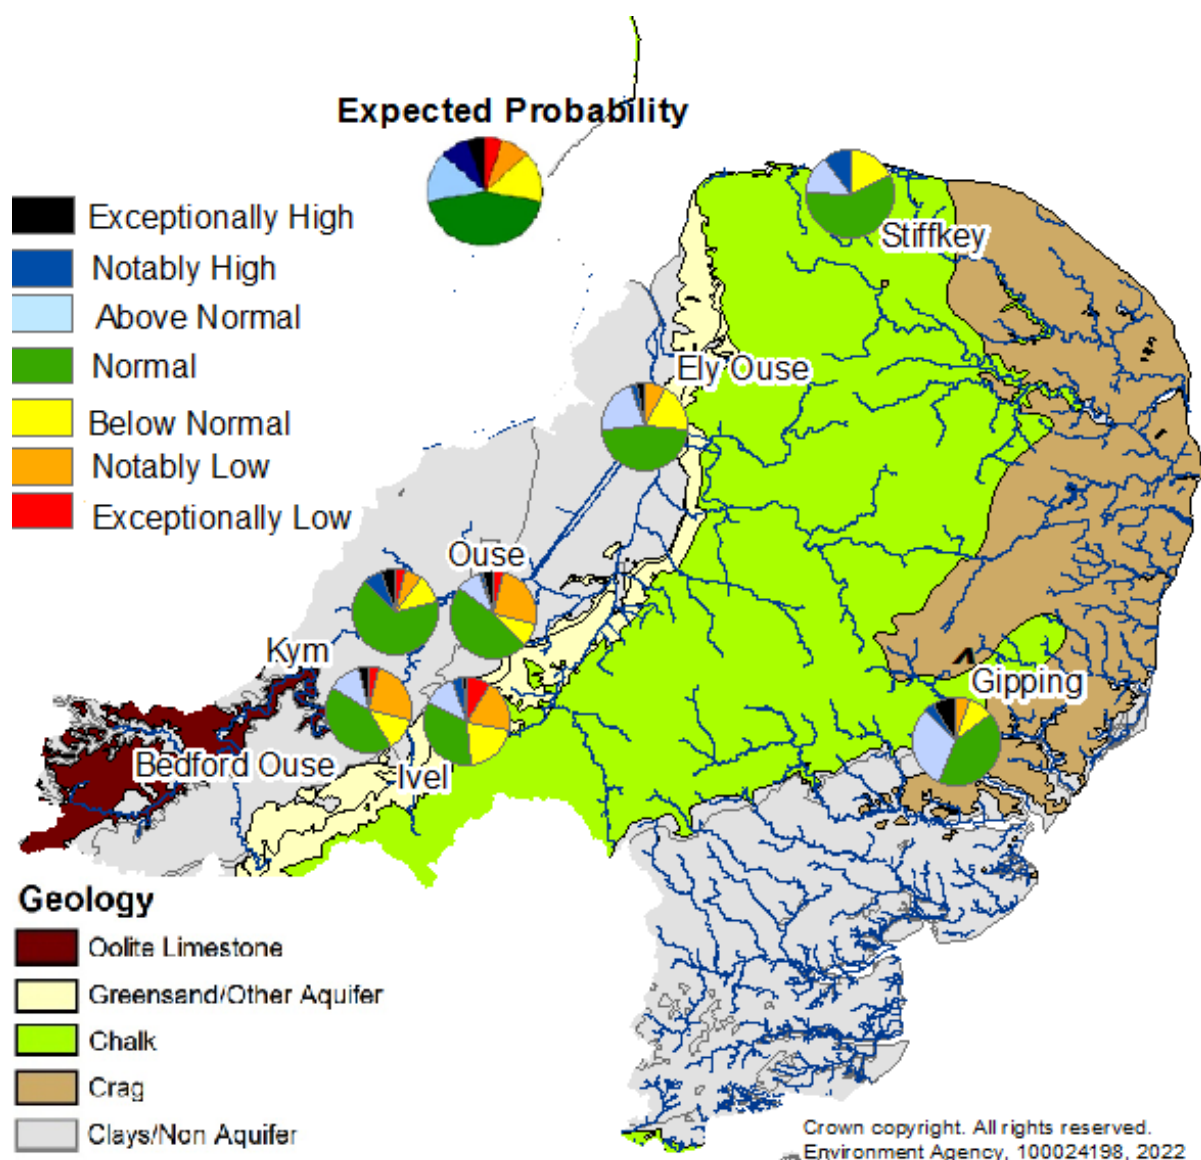 Expected Probability
Exceptionally High
Notably High
Above Normal
Normal
Below Normal
Notably Low
Exceptionally Low
Stiffkey
Ely Ouse
Ouse
Kym
Gipping
Bedford Ouse
Ivel
Geology
Oolite Limestone
Greensand/Other Aquifer
Chalk
Crag
Clays/Non Aquifer
Crown copyright. All rights reserved.
Environment Agency, 100024198, 2022